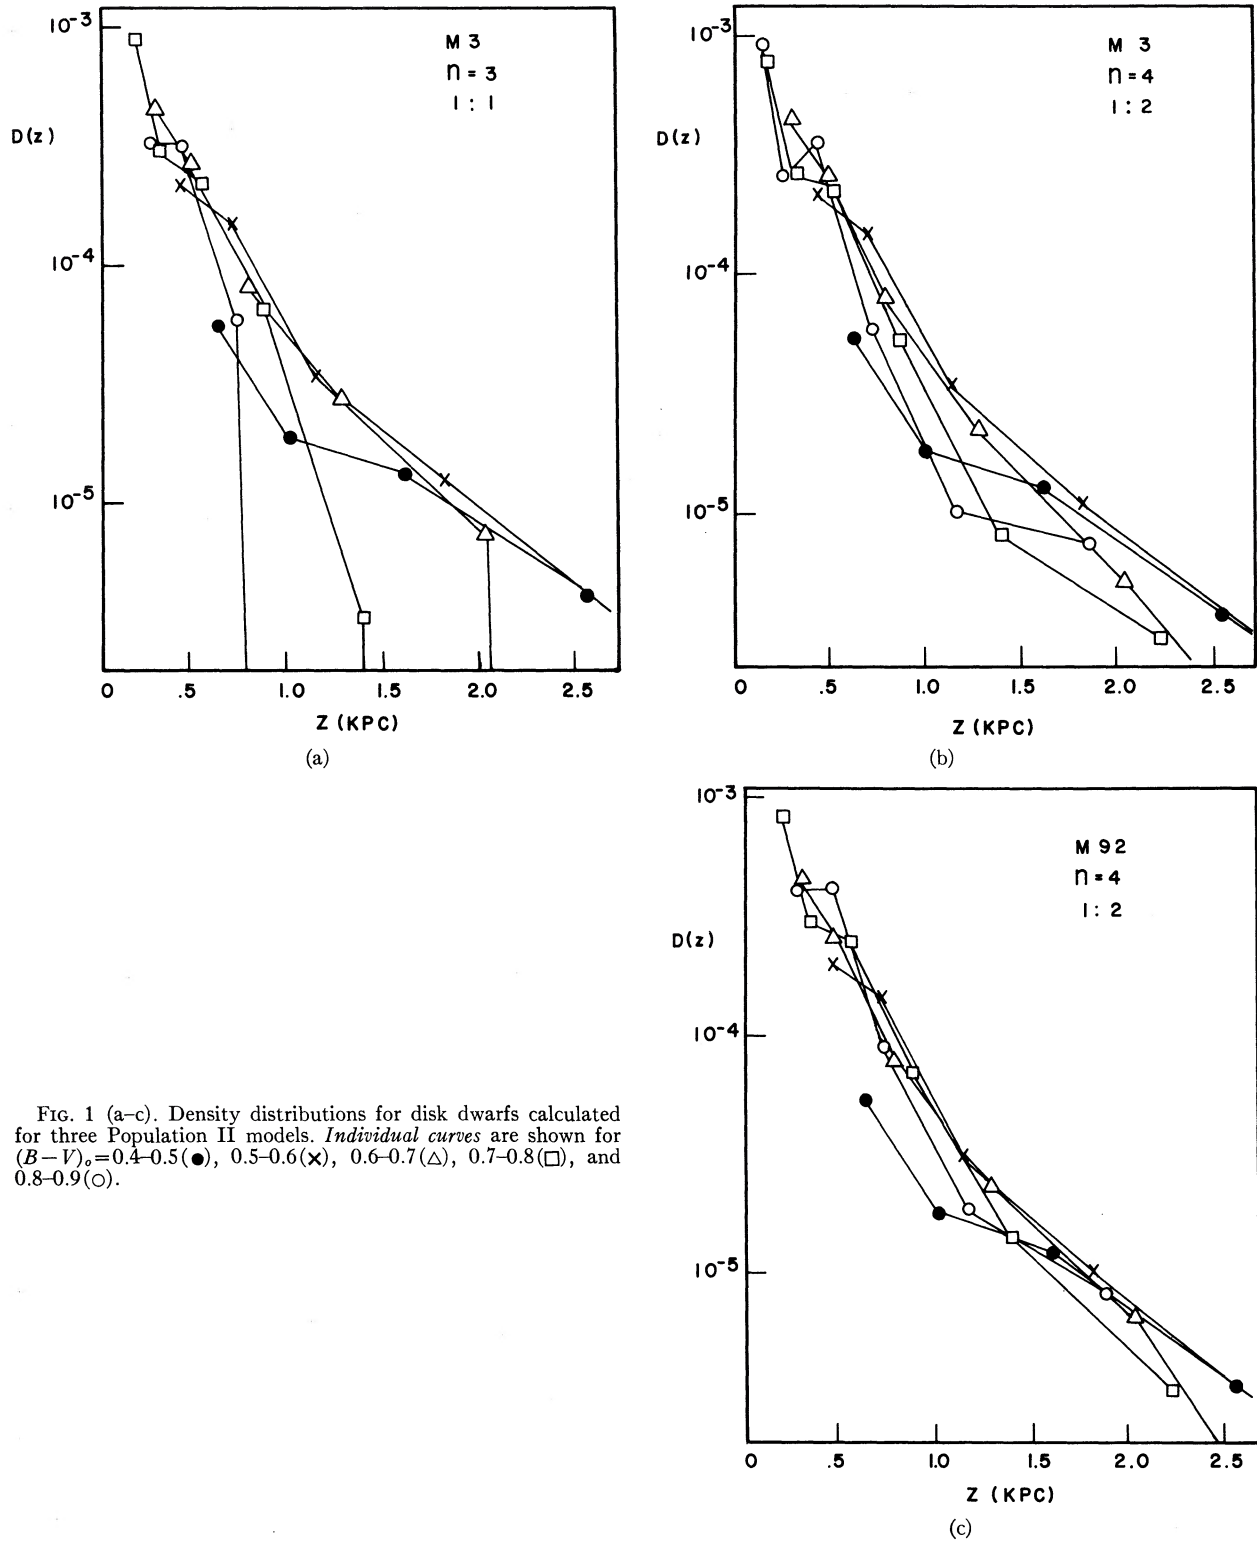 10-3
M 3
n = 3
1 : 1
D(z)
10-4
10-5
0 .5 1.0 1.5 2.0 2.5
Z (KPC)
(a)
10-3
M 3
n = 4
1 : 2
D(z)
10-4
10-5
0 .5 1.0 1.5 2.0 2.5
Z (KPC)
(b)
10-3
M 92
n = 4
1 : 2
D(z)
10-4
10-5
0 .5 1.0 1.5 2.0 2.5
Z (KPC)
(c)
FIG. 1 (a–c). Density distributions for disk dwarfs calculated
for three Population II models. Individual curves are shown for
(B−V)o=0.4–0.5(●), 0.5–0.6(×), 0.6–0.7(△), 0.7–0.8(□), and
0.8–0.9(○).